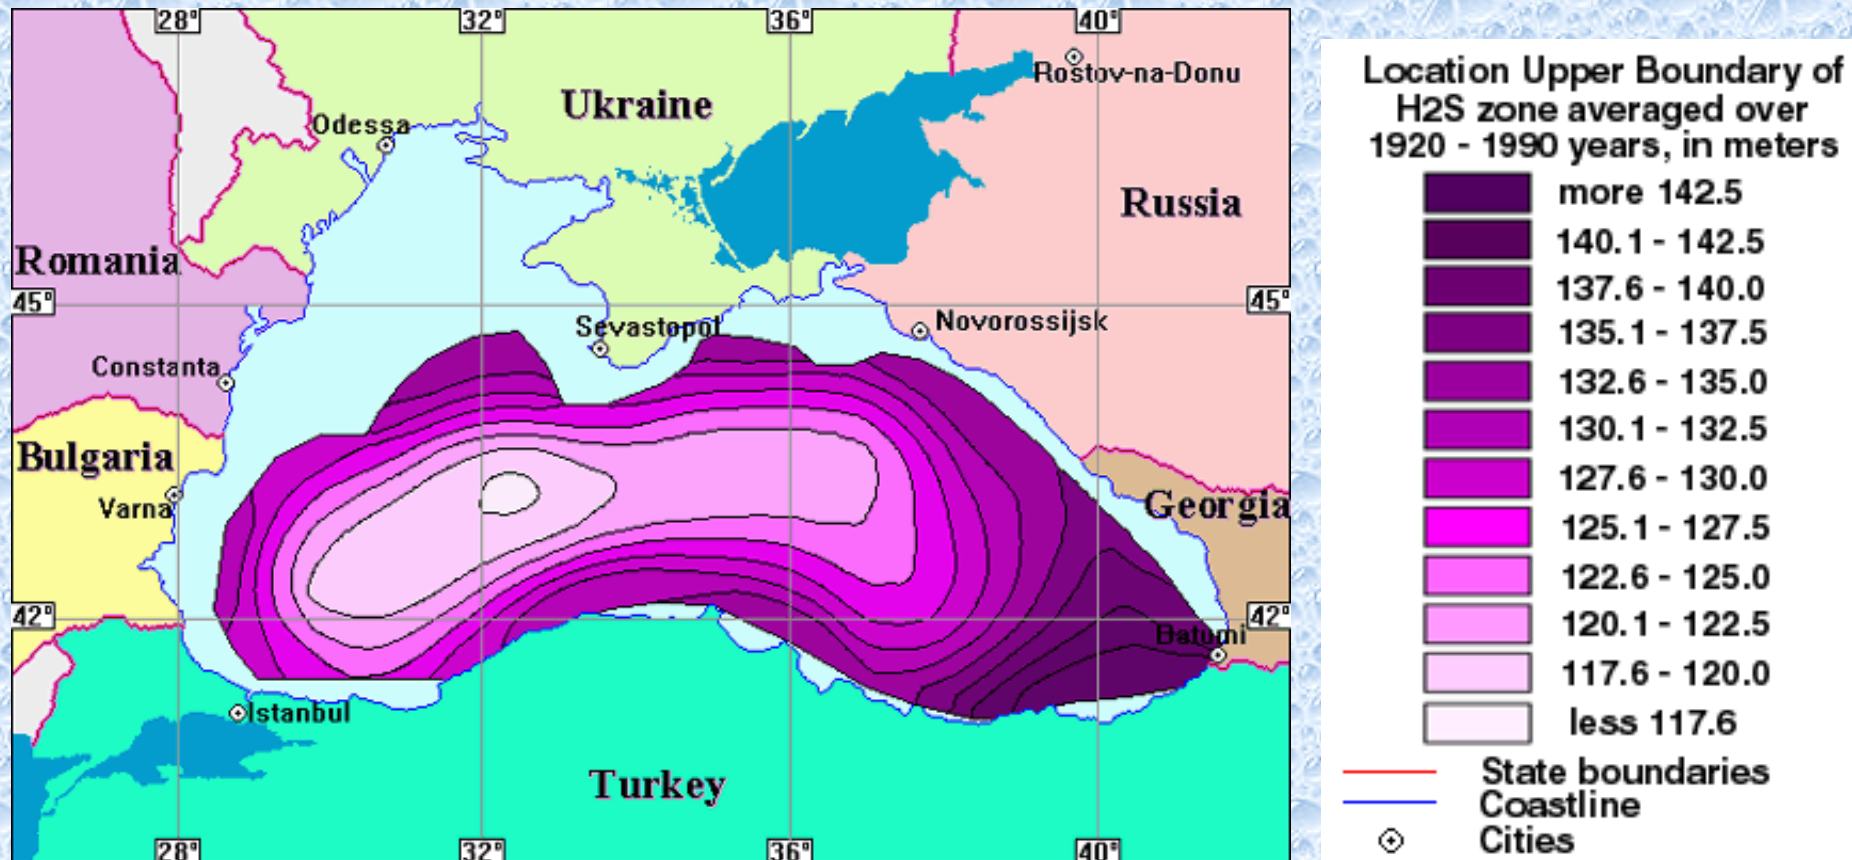 28°
32°
36°
40°
Rostov-na-Donu
Ukraine
Odessa
Russia
Romania
45°
45°
Sevastopol
Novorossijsk
Constanta
Bulgaria
Varna
Georgia
42°
42°
Batumi
Istanbul
Turkey
28°
32°
36°
40°
Location Upper Boundary of
H2S zone averaged over
1920 - 1990 years, in meters
more 142.5
140.1 - 142.5
137.6 - 140.0
135.1 - 137.5
132.6 - 135.0
130.1 - 132.5
127.6 - 130.0
125.1 - 127.5
122.6 - 125.0
120.1 - 122.5
117.6 - 120.0
less 117.6
State boundaries
Coastline
Cities